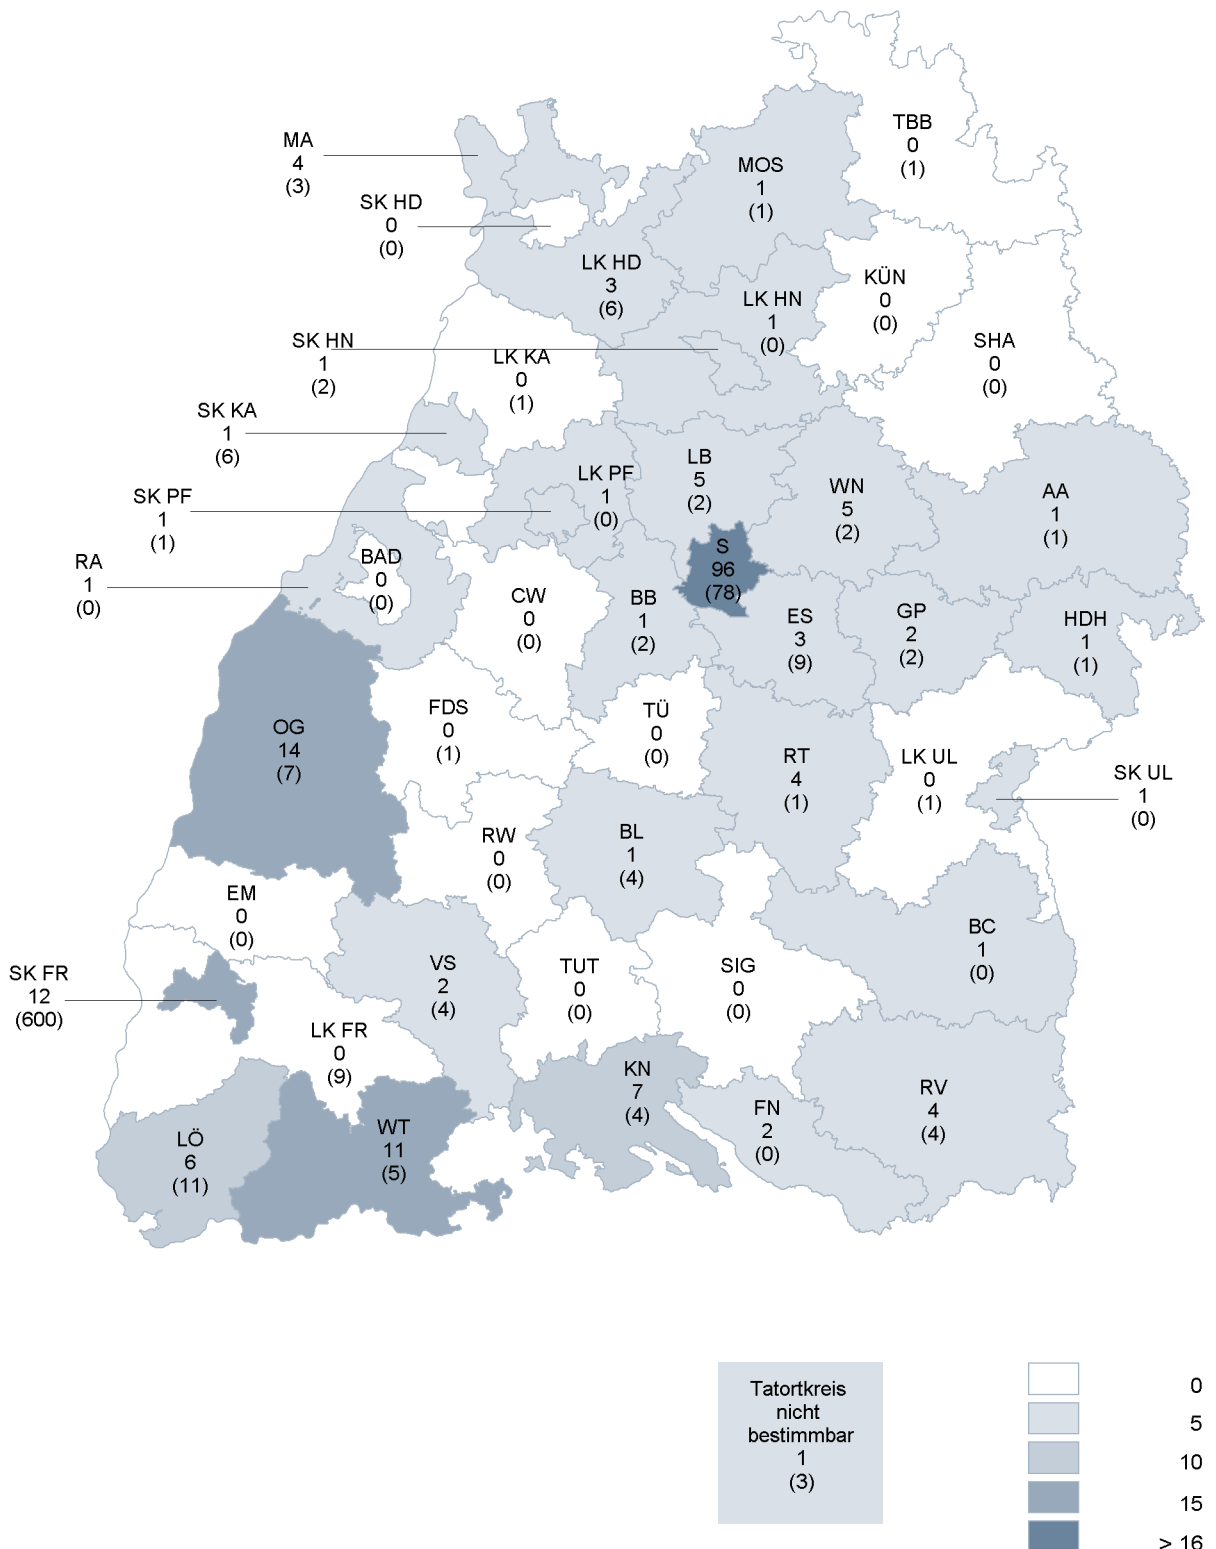 TBB
0
(1)
MA
4
(3)
MOS
1
(1)
SK HD
0
(0)
LK HD
3
(6)
KÜN
0
(0)
LK HN
1
(0)
SK HN
1
(2)
SHA
0
(0)
LK KA
0
(1)
SK KA
1
(6)
LB
5
(2)
LK PF
1
(0)
WN
5
(2)
AA
1
(1)
SK PF
1
(1)
S
96
(78)
BAD
0
(0)
RA
1
(0)
CW
0
(0)
BB
1
(2)
ES
3
(9)
GP
2
(2)
HDH
1
(1)
FDS
0
(1)
TÜ
0
(0)
OG
14
(7)
RT
4
(1)
LK UL
0
(1)
SK UL
1
(0)
RW
0
(0)
BL
1
(4)
EM
0
(0)
BC
1
(0)
VS
2
(4)
TUT
0
(0)
SIG
0
(0)
SK FR
12
(600)
LK FR
0
(9)
KN
7
(4)
RV
4
(4)
FN
2
(0)
WT
11
(5)
LÖ
6
(11)
Tatortkreis
nicht
bestimmbar
1
(3)
0
5
10
15
> 16